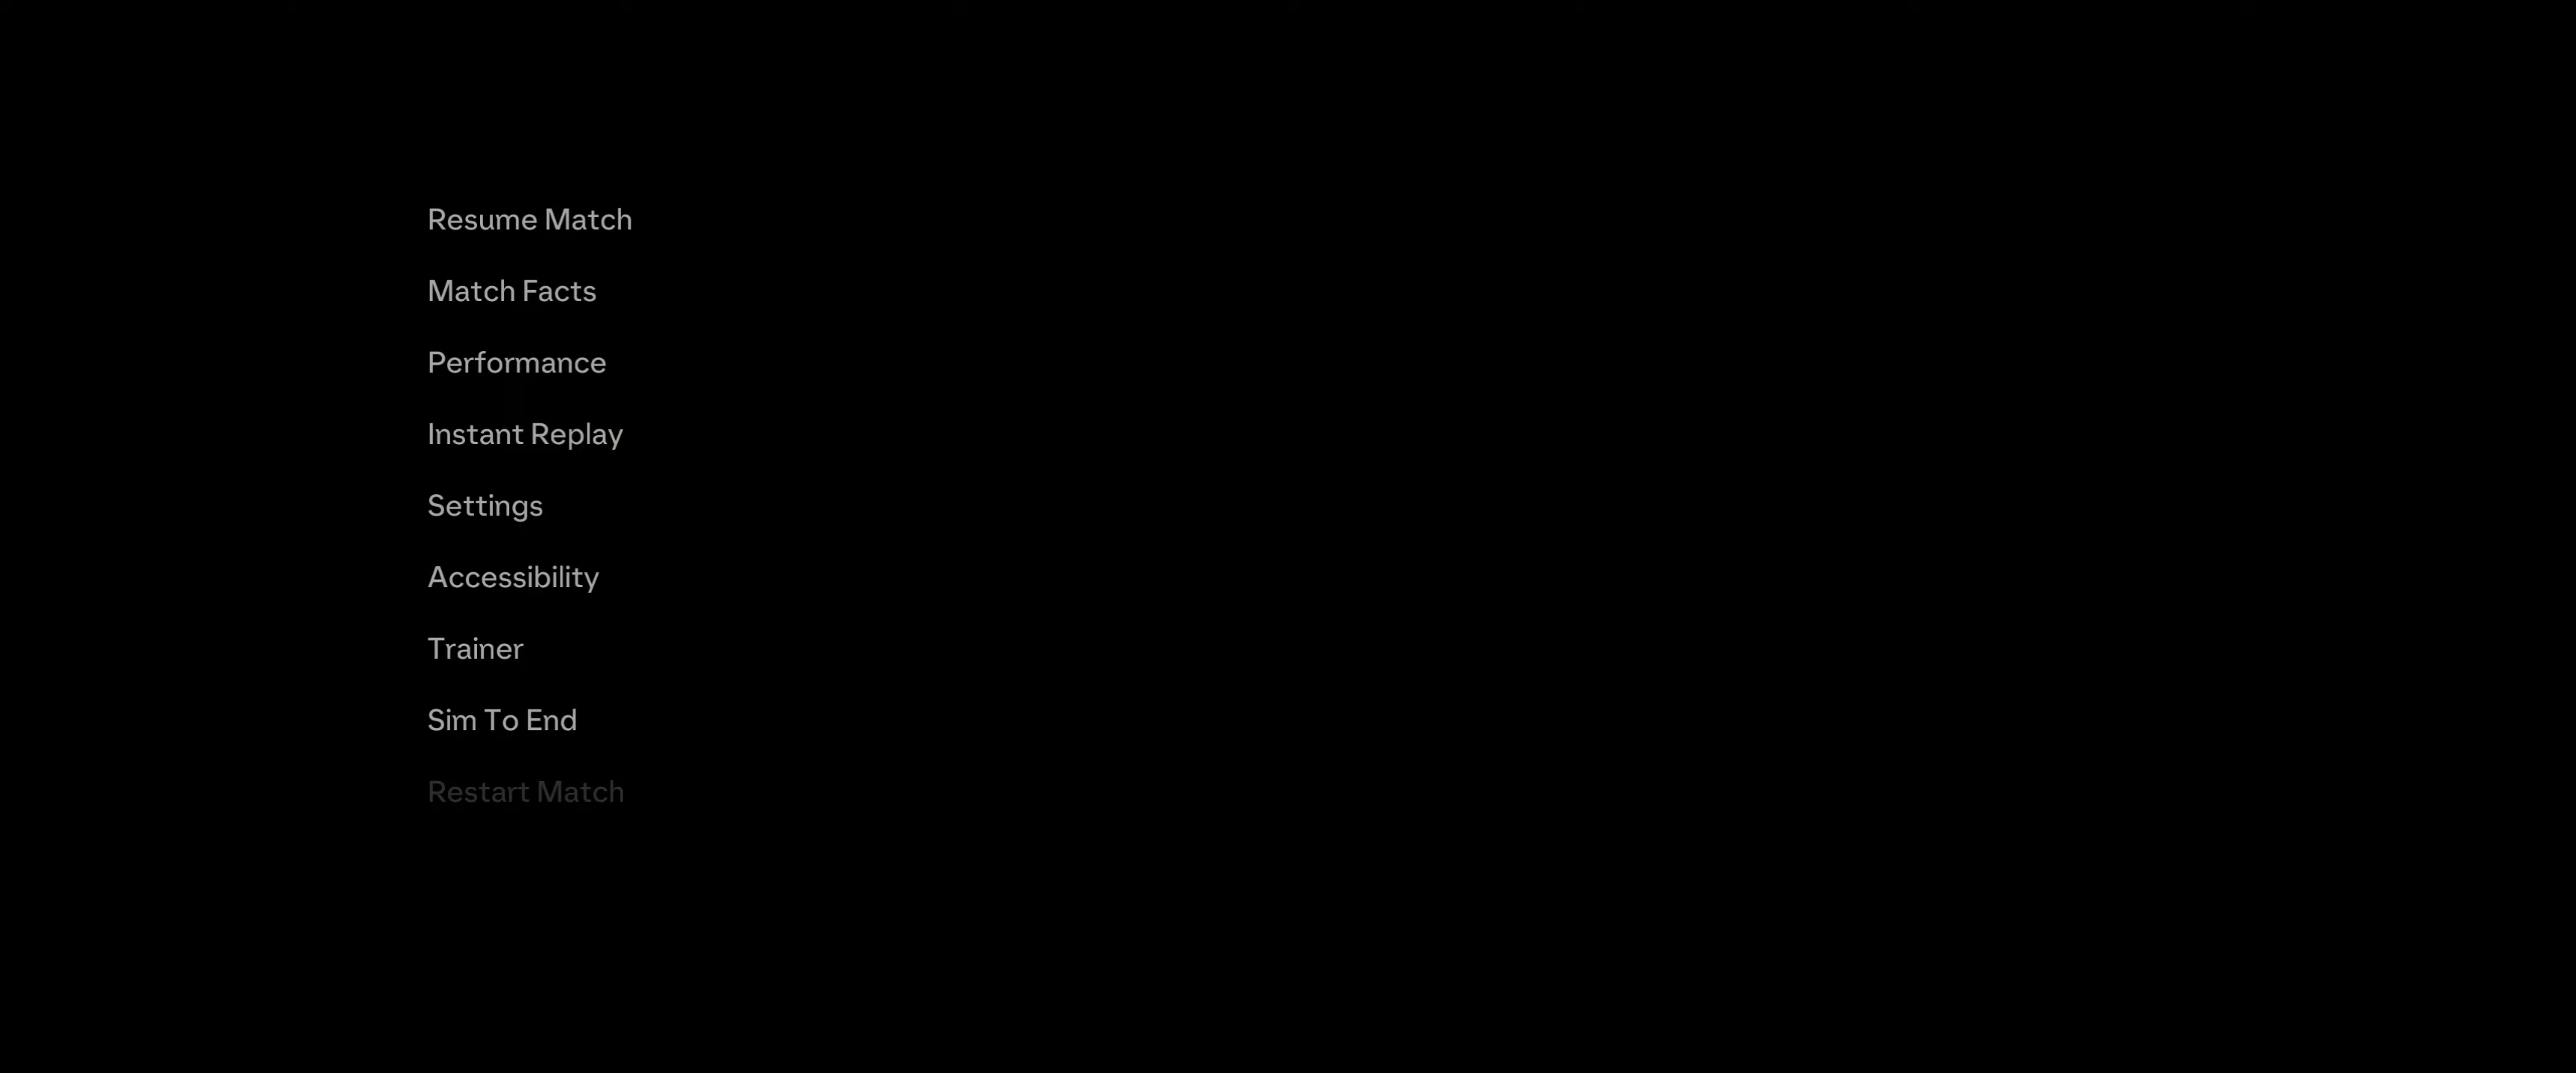 Resume Match
Match Facts
Performance
Instant Replay
Settings
Accessibility
Trainer
Sim To End
Restart Match